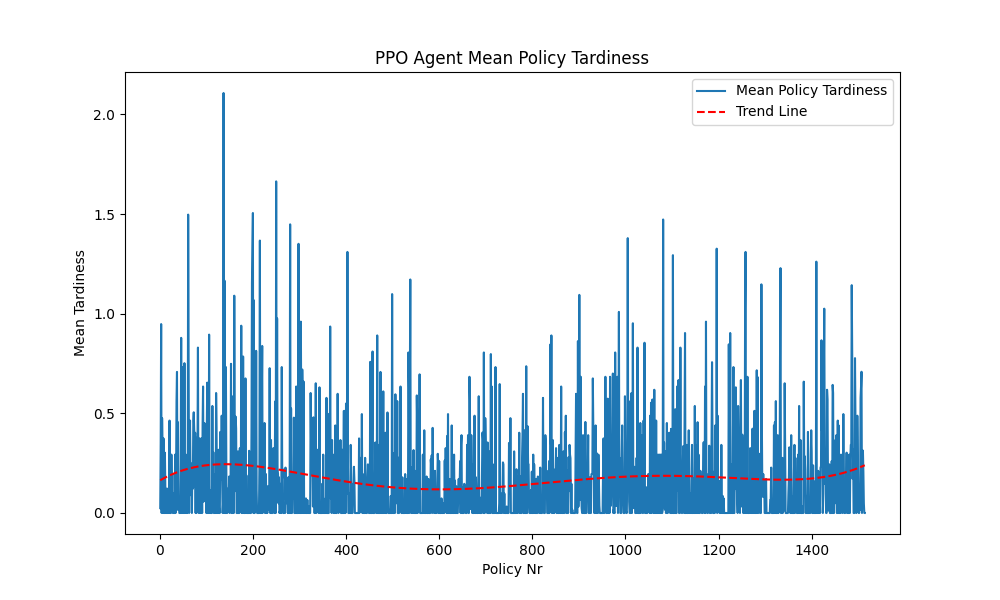 PPO Agent Mean Policy Tardiness
Mean Policy Tardiness
Trend Line
Mean Tardiness
2.0
1.5
1.0
0.5
0.0
0 200 400 600 800 1000 1200 1400
Policy Nr